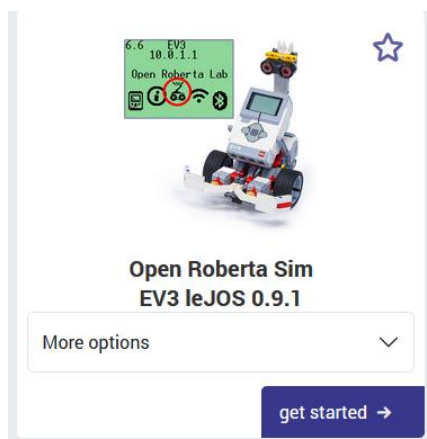 6.6 EV3
10.0.1.1
Open Roberta Lab
Open Roberta Sim
EV3 leJOS 0.9.1
More options
get started →